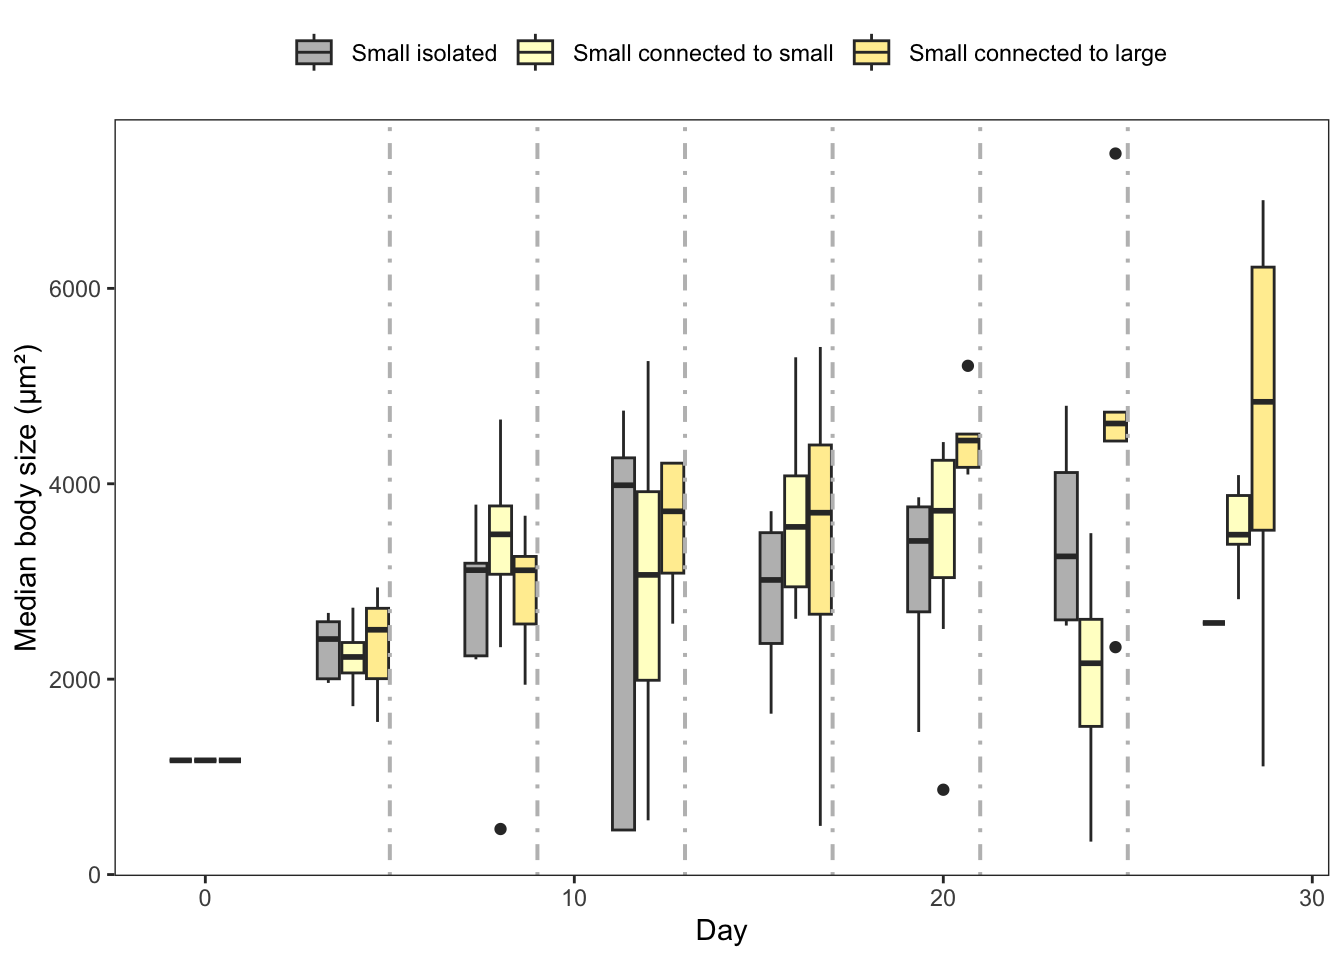 Small isolated Small connected to small Small connected to large
Median body size (µm²)
6000
4000
2000
0
0 10 20 30
Day